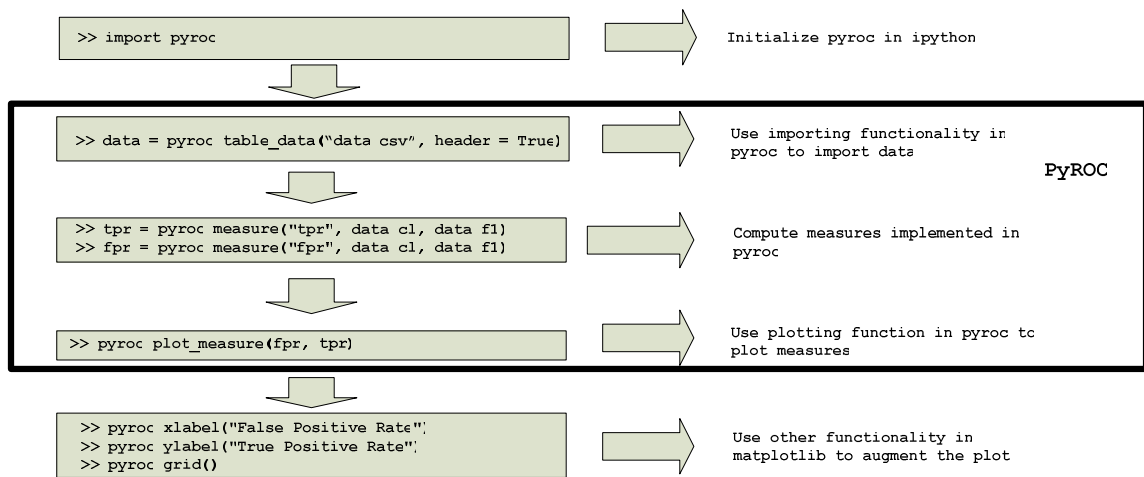 >> import pyroc
Initialize pyroc in ipython
>> data = pyroc table_data("data csv", header = True)
Use importing functionality in
pyroc to import data
PyROC
>> tpr = pyroc measure("tpr", data cl, data f1)
>> fpr = pyroc measure("fpr", data cl, data f1)
Compute measures implemented in
pyroc
>> pyroc plot_measure(fpr, tpr)
Use plotting function in pyroc to
plot measures
>> pyroc xlabel("False Positive Rate")
>> pyroc ylabel("True Positive Rate")
>> pyroc grid()
Use other functionality in
matplotlib to augment the plot